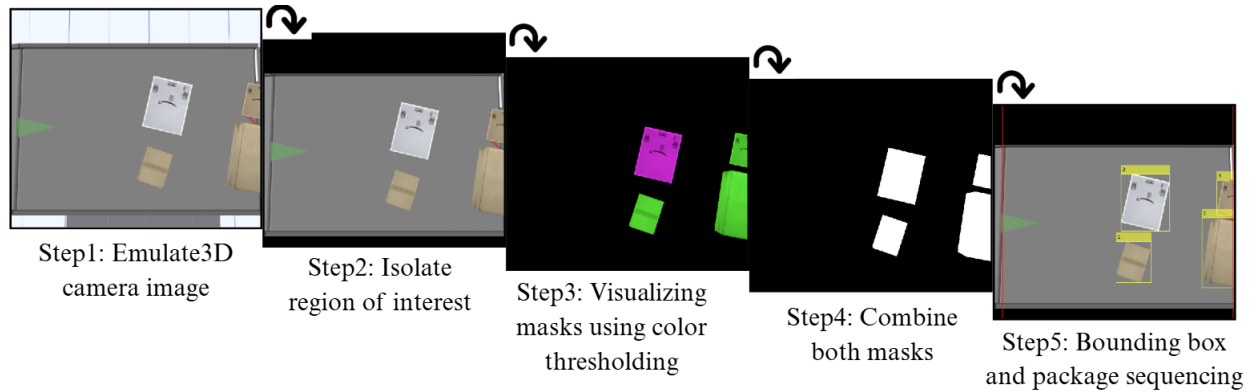 Step1: Emulate3D
camera image
Step2: Isolate
region of interest
Step3: Visualizing
masks using color
thresholding
Step4: Combine
both masks
Step5: Bounding box
and package sequencing